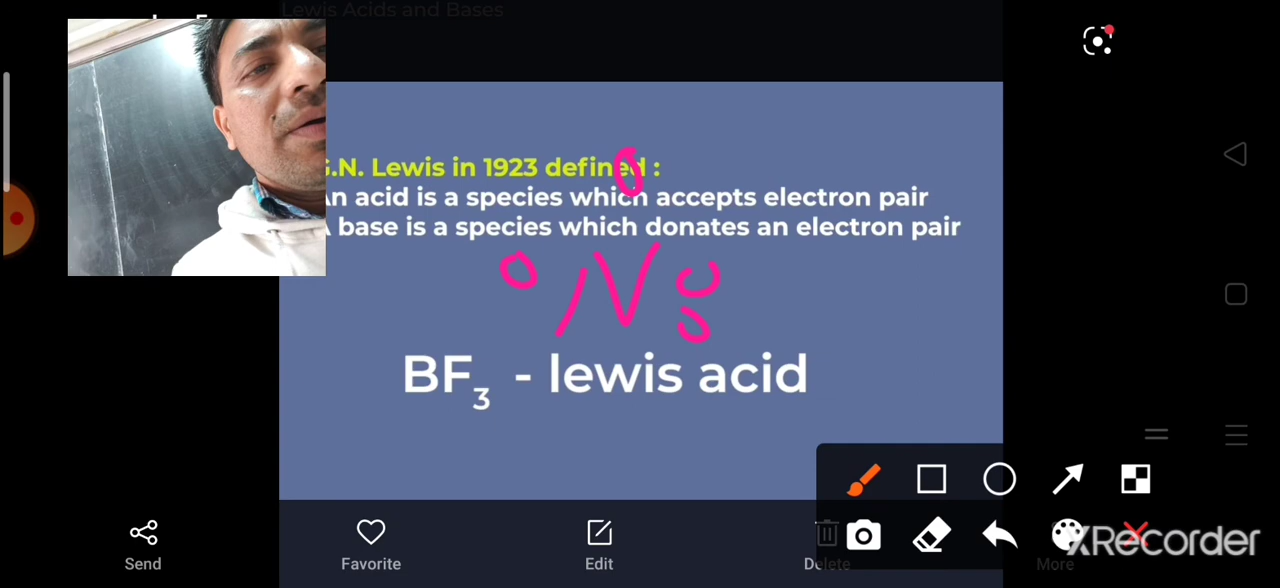 Lewis Acids and Bases
G.N. Lewis in 1923 defined :
An acid is a species which accepts electron pair
A base is a species which donates an electron pair
BF₃ - lewis acid
Send
Favorite
Edit
Delete
More
XRecorder